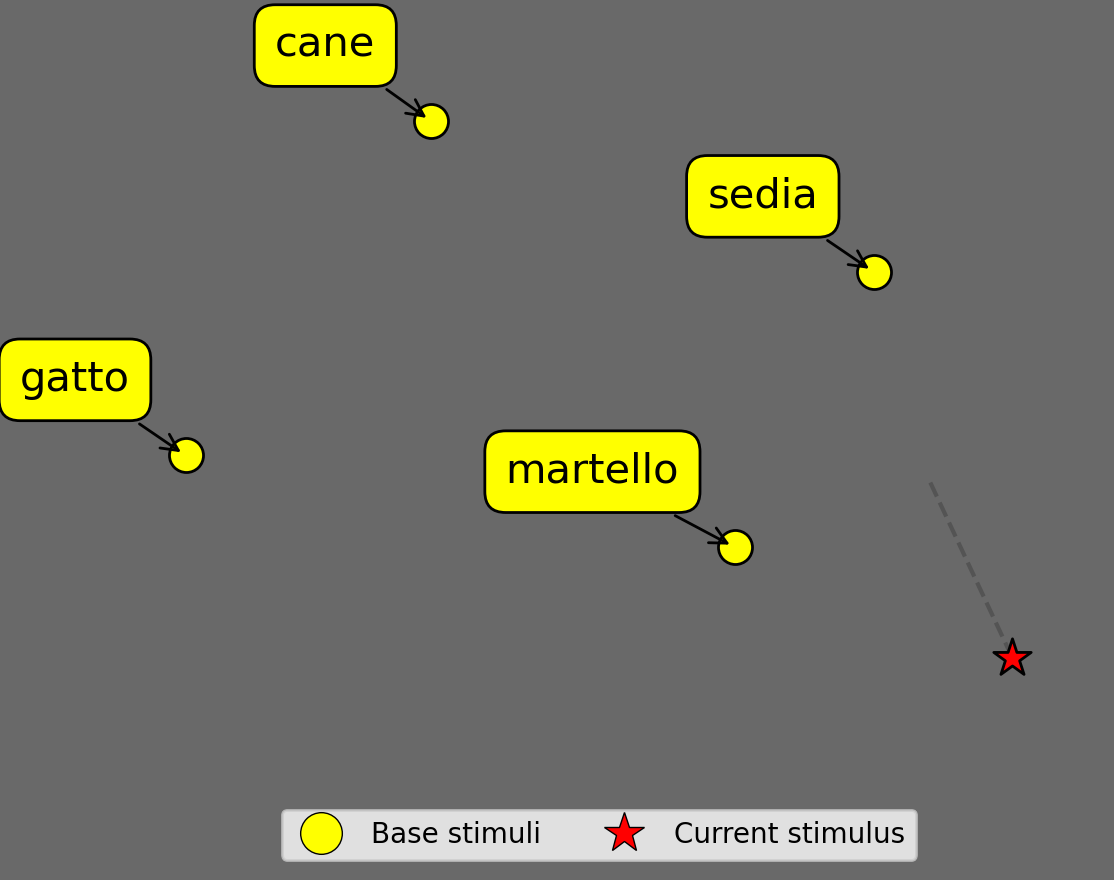 cane
sedia
gatto
martello
Base stimuli
Current stimulus